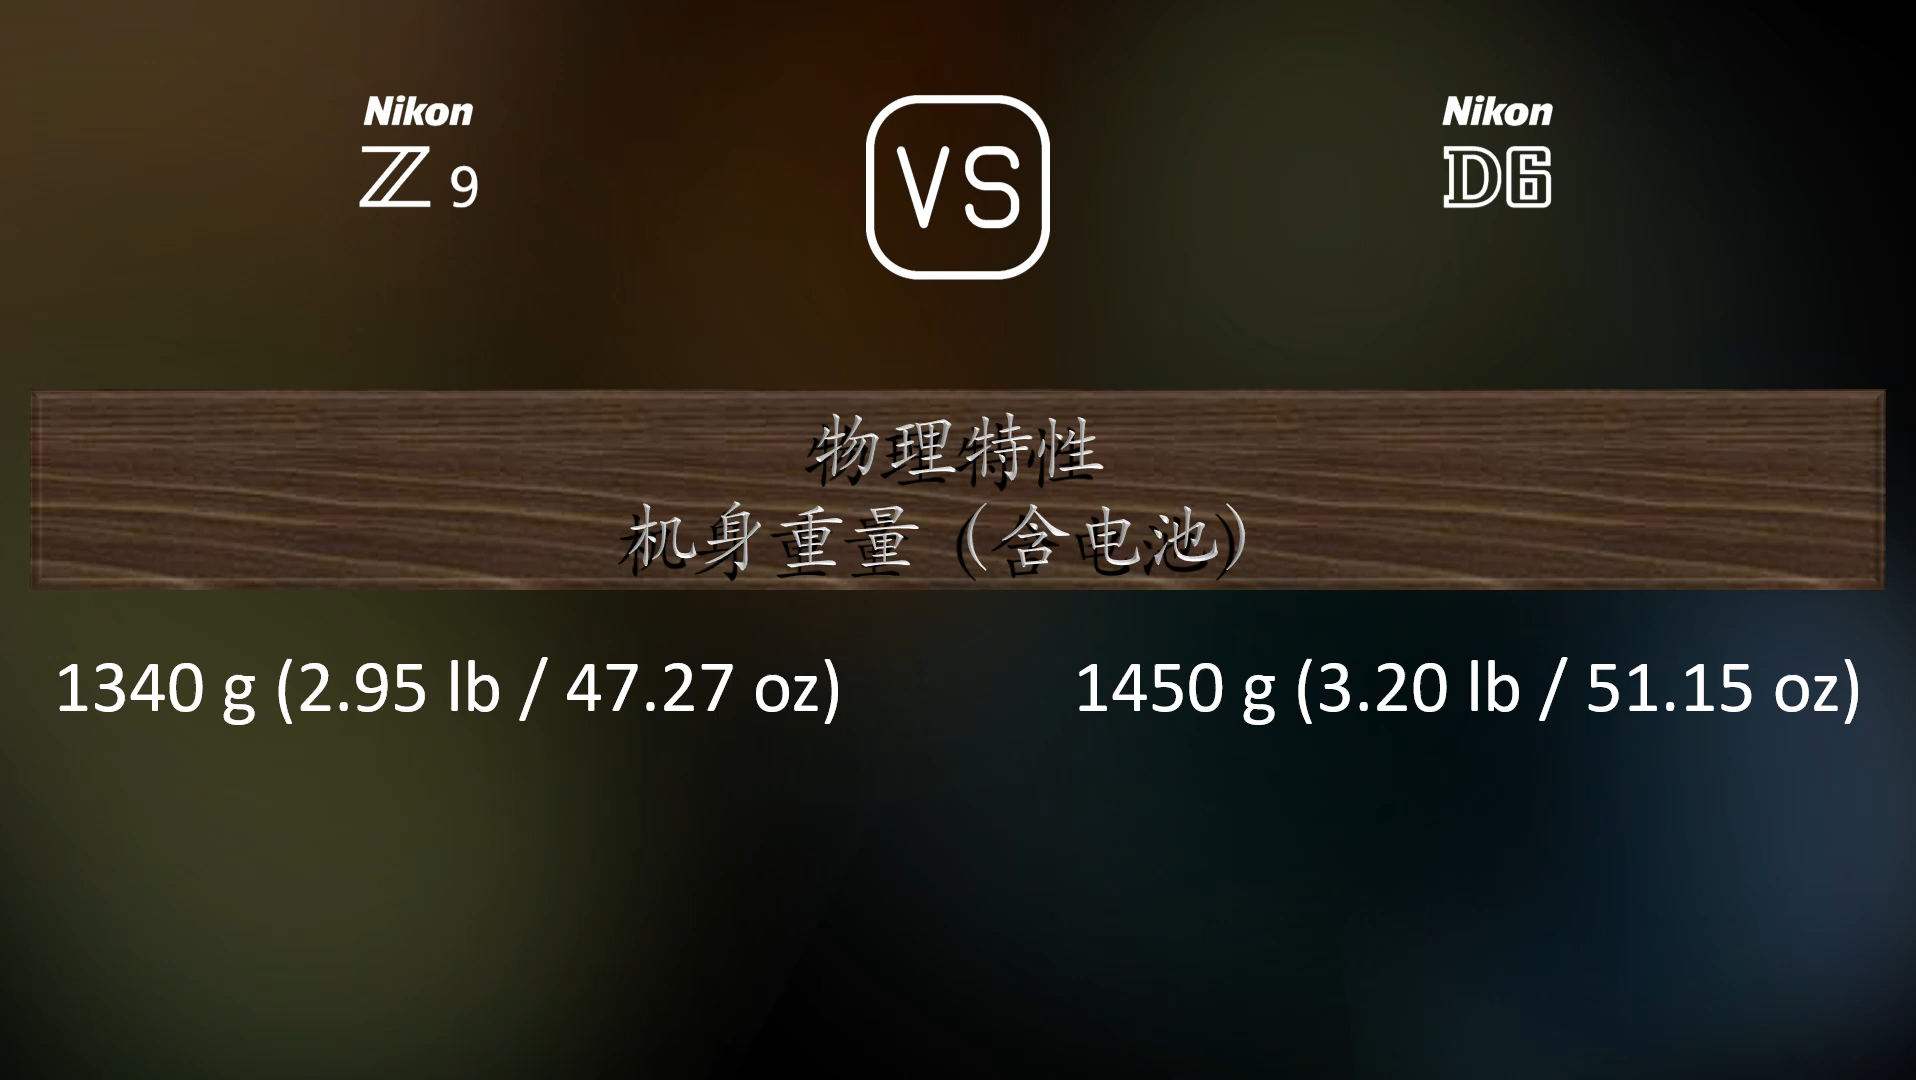 Nikon
Z 9
VS
Nikon
D6
物理特性
机身重量（含电池）
1340 g (2.95 lb / 47.27 oz)
1450 g (3.20 lb / 51.15 oz)